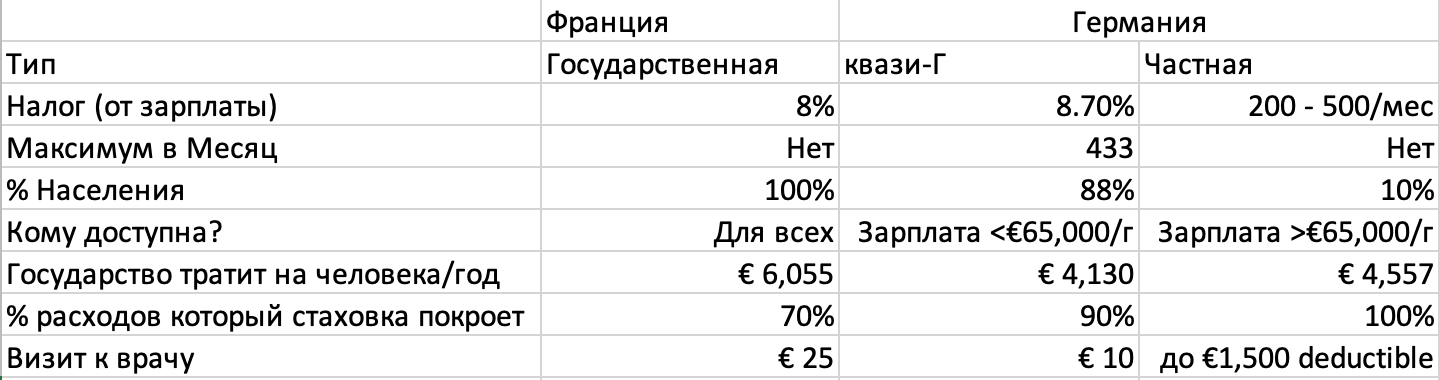 Франция Германия
Тип Государственная квази-Г Частная
Налог (от зарплаты) 8% 8.70% 200 - 500/мес
Максимум в Месяц Нет 433 Нет
% Населения 100% 88% 10%
Кому доступна? Для всех Зарплата <€65,000/г Зарплата >€65,000/г
Государство тратит на человека/год € 6,055 € 4,130 € 4,557
% расходов который стаховка покроет 70% 90% 100%
Визит к врачу € 25 € 10 до €1,500 deductible